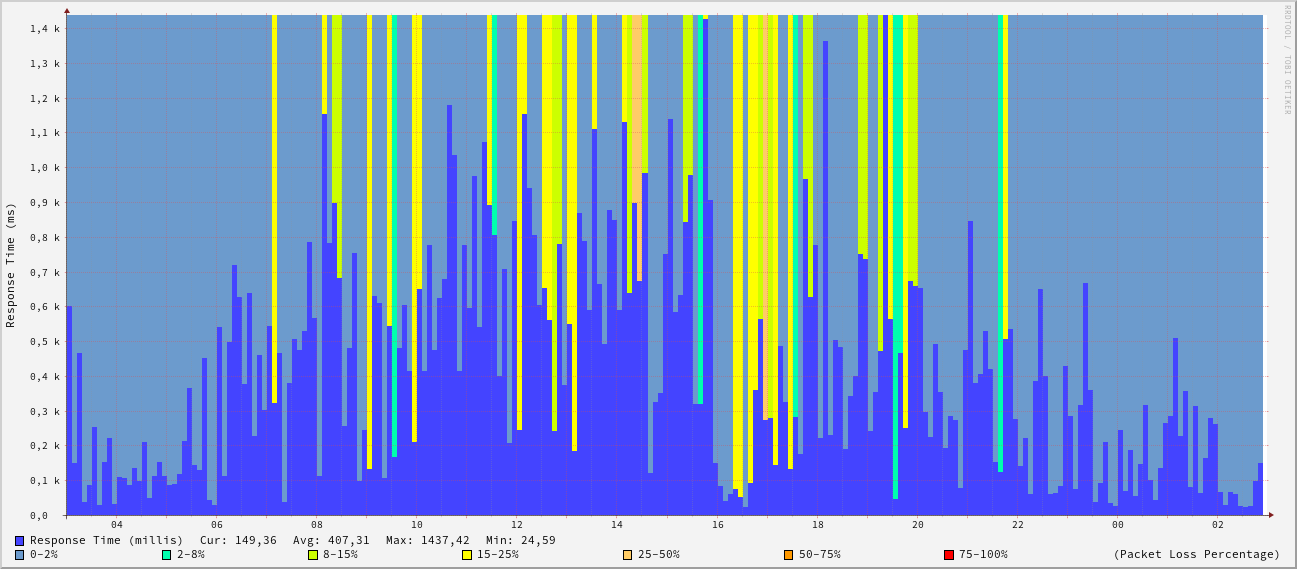 RRDTOOL / TOBI OETIKER
Response Time (ms)
1,4 k
1,3 k
1,2 k
1,1 k
1,0 k
0,9 k
0,8 k
0,7 k
0,6 k
0,5 k
0,4 k
0,3 k
0,2 k
0,1 k
0,0
04 06 08 10 12 14 16 18 20 22 00 02
Response Time (millis) Cur: 149,36 Avg: 407,31 Max: 1437,42 Min: 24,59
0-2% 2-8% 8-15% 15-25% 25-50% 50-75% 75-100% (Packet Loss Percentage)